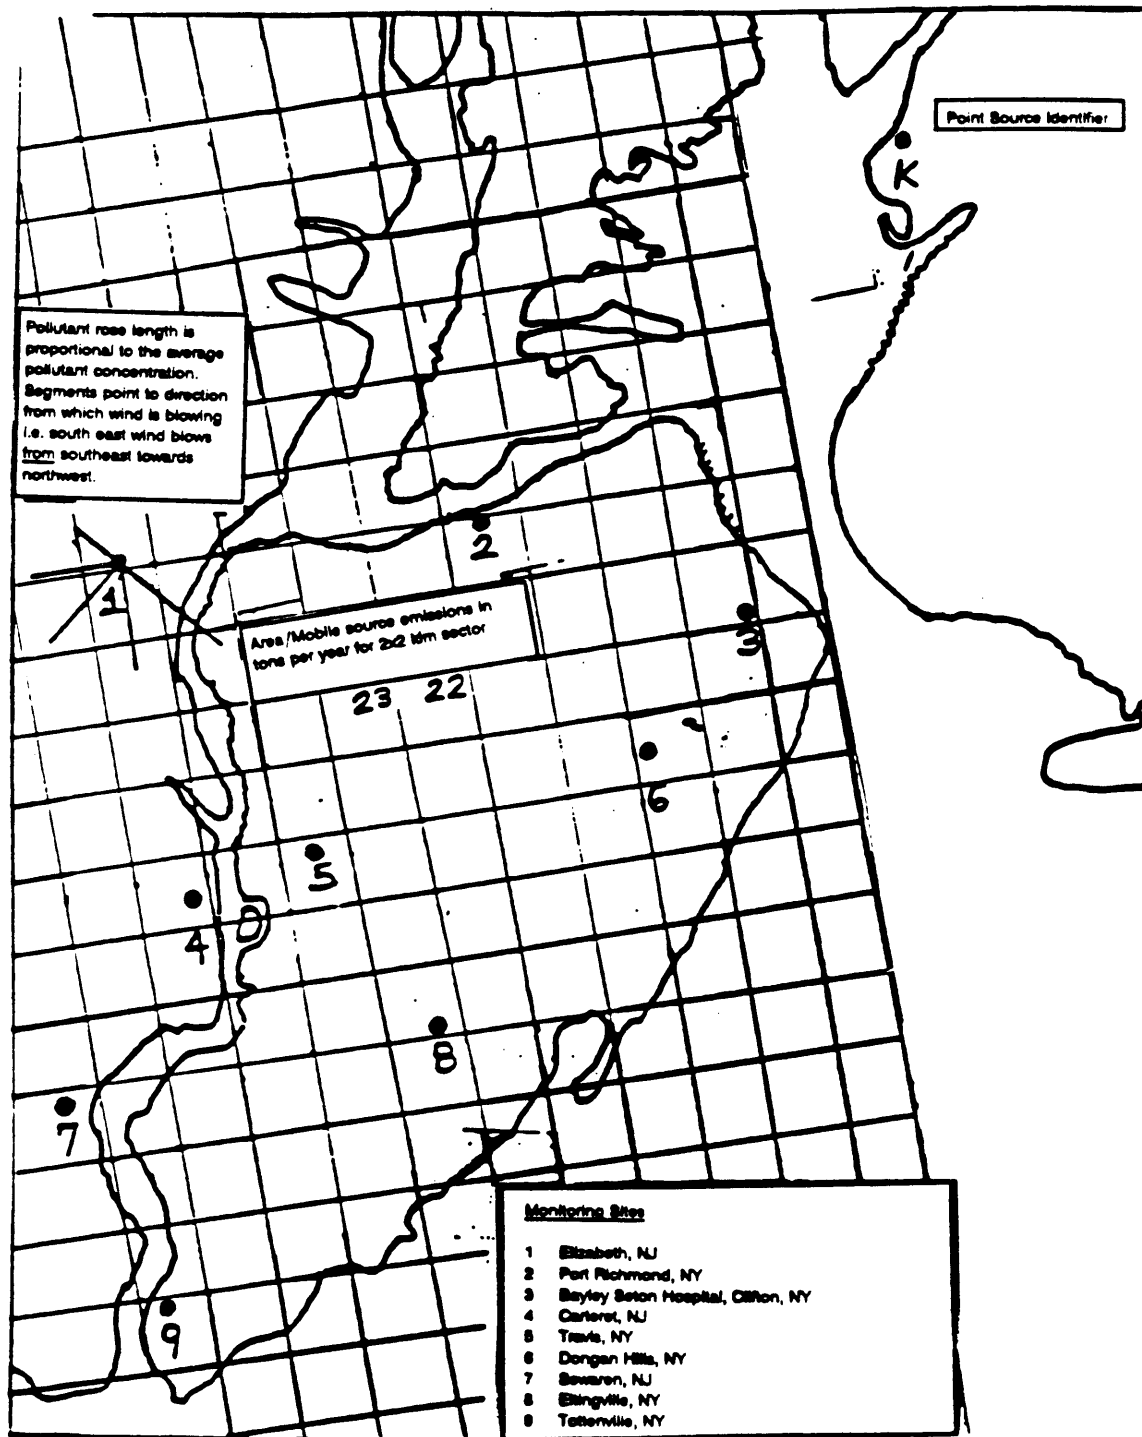 Point Source Identifier
K
Pollutant rose length is
proportional to the average
pollutant concentration.
Segments point to direction
from which wind is blowing
i.e. south east wind blows
from southeast towards
northwest.
1
2
3
Area/Mobile source emissions in
tons per year for 2x2 km sector
23 22
6
5
4
D
8
7
9
Monitoring Sites
1 Elizabeth, NJ
2 Port Richmond, NY
3 Bayley Seton Hospital, Clifton, NY
4 Carteret, NJ
5 Travis, NY
6 Dongan Hills, NY
7 Sewaren, NJ
8 Eltingville, NY
9 Tottenville, NY